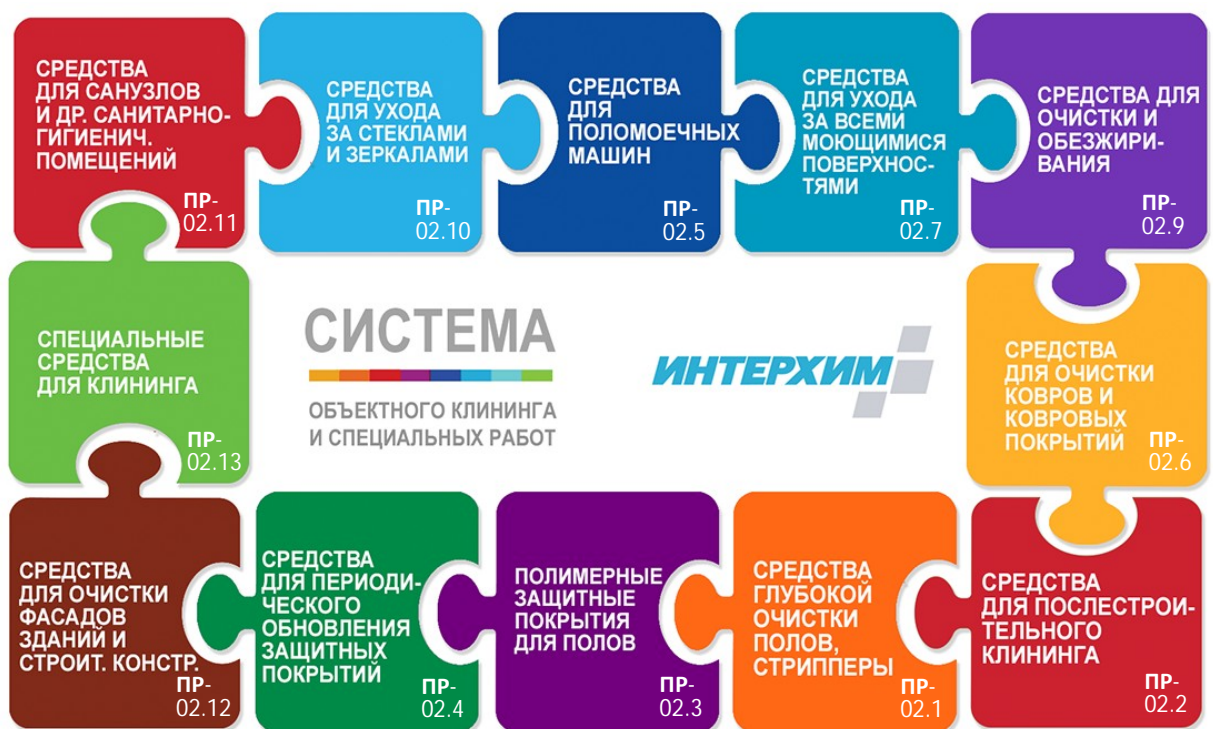 СРЕДСТВА
ДЛЯ САНУЗЛОВ
И ДР. САНИТАРНО-
ГИГИЕНИЧ.
ПОМЕЩЕНИЙ
ПР-
02.11
СРЕДСТВА
ДЛЯ УХОДА
ЗА СТЕКЛАМИ
И ЗЕРКАЛАМИ
ПР-
02.10
СРЕДСТВА
ДЛЯ
ПОЛОМОЕЧНЫХ
МАШИН
ПР-
02.5
СРЕДСТВА
ДЛЯ УХОДА
ЗА ВСЕМИ
МОЮЩИМИСЯ
ПОВЕРХНОС-
ТЯМИ
ПР-
02.7
СРЕДСТВА ДЛЯ
ОЧИСТКИ И
ОБЕЗЖИРИ-
ВАНИЯ
ПР-
02.9
СПЕЦИАЛЬНЫЕ
СРЕДСТВА
ДЛЯ КЛИНИНГА
ПР-
02.13
СИСТЕМА
ОБЪЕКТНОГО КЛИНИНГА
И СПЕЦИАЛЬНЫХ РАБОТ
ИНТЕРХИМ
СРЕДСТВА
ДЛЯ ОЧИСТКИ
КОВРОВ И
КОВРОВЫХ
ПОКРЫТИЙ
ПР-
02.6
СРЕДСТВА
ДЛЯ ОЧИСТКИ
ФАСАДОВ
ЗДАНИЙ И
СТРОИТ. КОНСТР.
ПР-
02.12
СРЕДСТВА
ДЛЯ ПЕРИОДИ-
ЧЕСКОГО
ОБНОВЛЕНИЯ
ЗАЩИТНЫХ
ПОКРЫТИЙ
ПР-
02.4
ПОЛИМЕРНЫЕ
ЗАЩИТНЫЕ
ПОКРЫТИЯ
ДЛЯ ПОЛОВ
ПР-
02.3
СРЕДСТВА
ГЛУБОКОЙ
ОЧИСТКИ
ПОЛОВ,
СТРИППЕРЫ
ПР-
02.1
СРЕДСТВА
ДЛЯ ПОСЛЕСТРОИ-
ТЕЛЬНОГО
КЛИНИНГА
ПР-
02.2